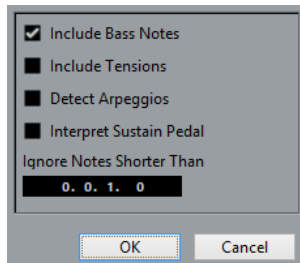 Include Bass Notes
Include Tensions
Detect Arpeggios
Interpret Sustain Pedal
Ignore Notes Shorter Than
0. 0. 1. 0
OK Cancel